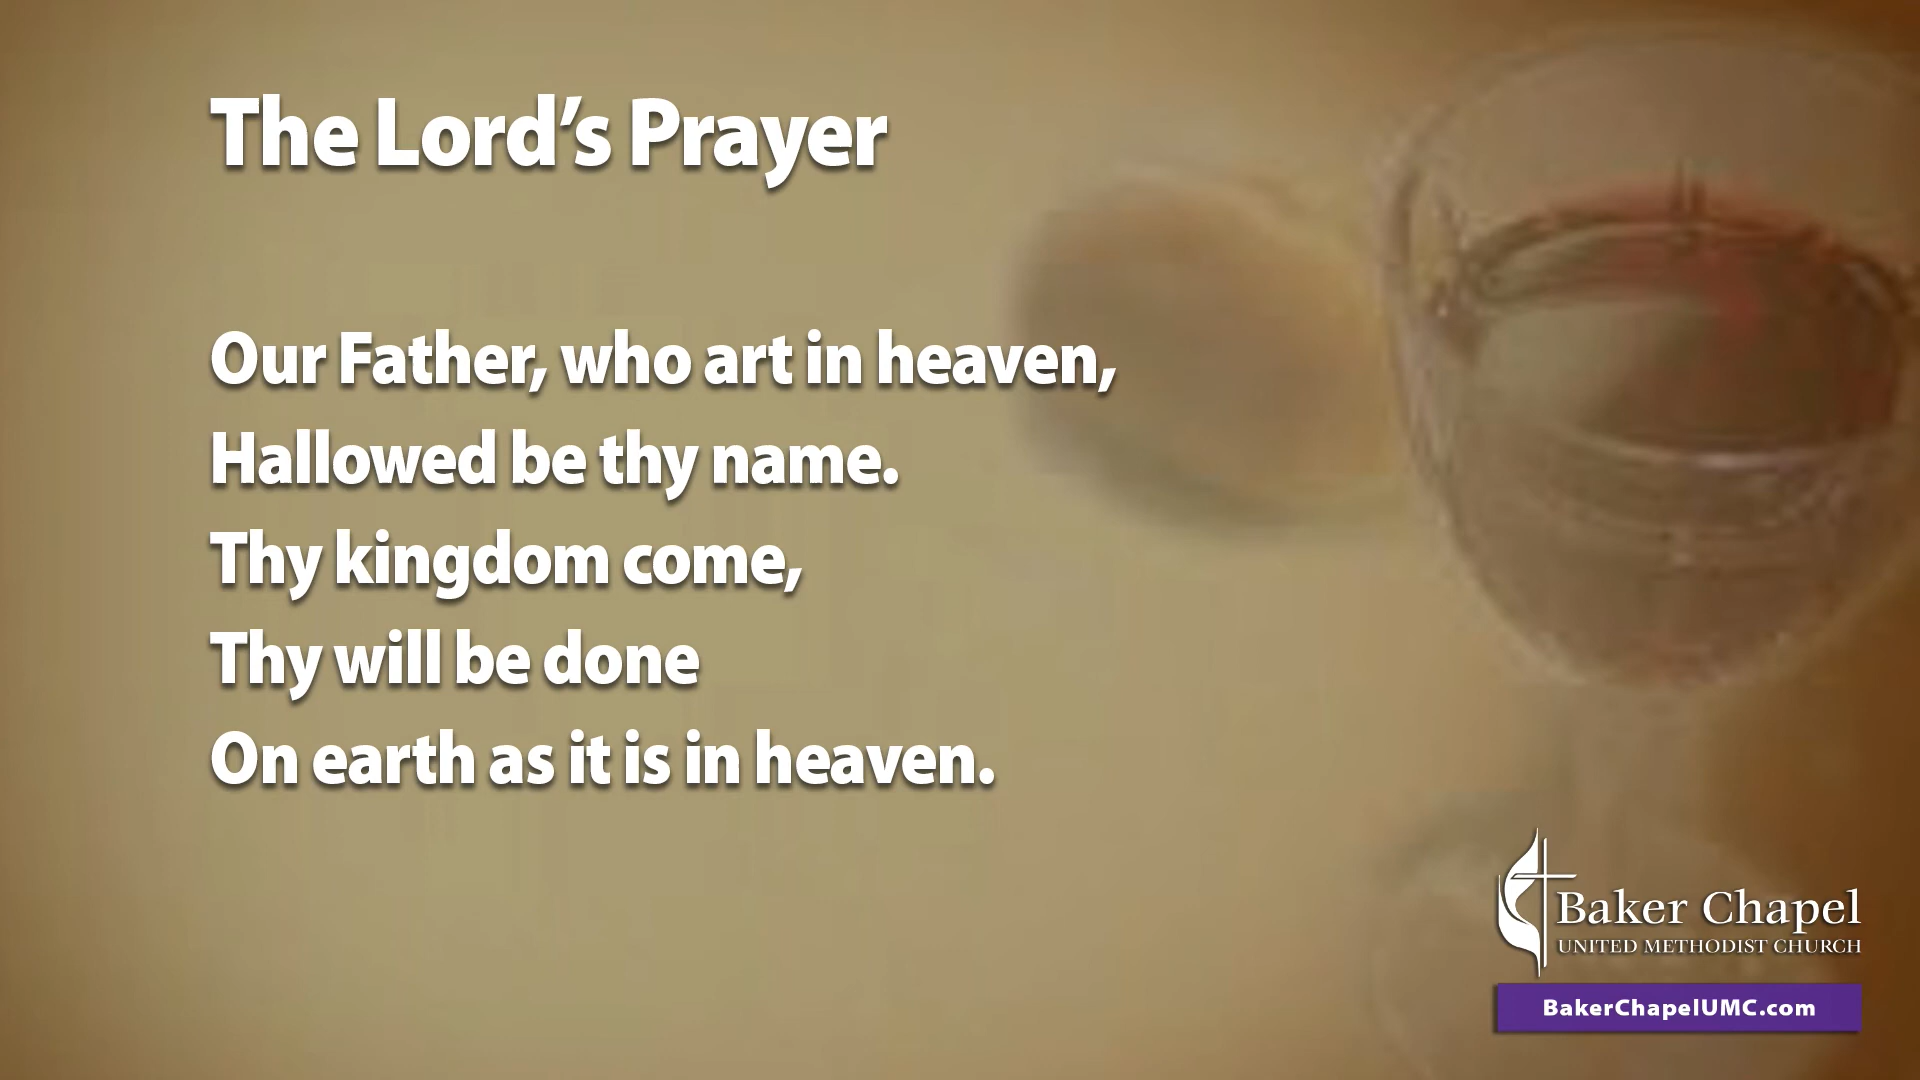 The Lord’s Prayer
Our Father, who art in heaven,
Hallowed be thy name.
Thy kingdom come,
Thy will be done
On earth as it is in heaven.
Baker Chapel
UNITED METHODIST CHURCH
BakerChapelUMC.com